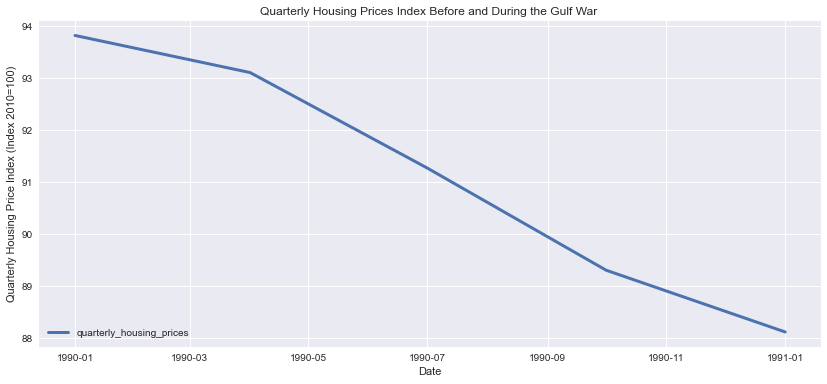 Quarterly Housing Prices Index Before and During the Gulf War
Quarterly Housing Price Index (Index 2010=100)
94
93
92
91
90
89
88
quarterly_housing_prices
1990-01 1990-03 1990-05 1990-07 1990-09 1990-11 1991-01
Date